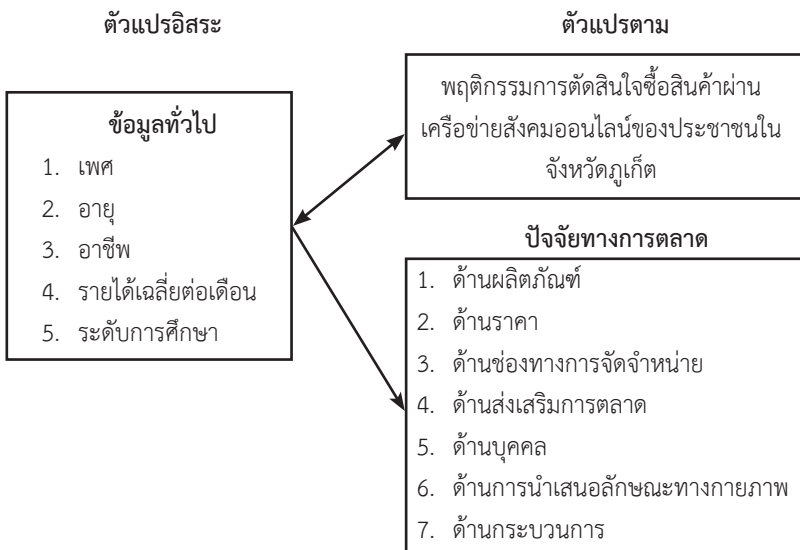 ตัวแปรอิสระ
ข้อมูลทั่วไป
1. เพศ
2. อายุ
3. อาชีพ
4. รายได้เฉลี่ยต่อเดือน
5. ระดับการศึกษา
ตัวแปรตาม
พฤติกรรมการตัดสินใจซื้อสินค้าผ่าน
เครือข่ายสังคมออนไลน์ของประชาชนใน
จังหวัดภูเก็ต
ปัจจัยทางการตลาด
1. ด้านผลิตภัณฑ์
2. ด้านราคา
3. ด้านช่องทางการจัดจำหน่าย
4. ด้านส่งเสริมการตลาด
5. ด้านบุคคล
6. ด้านการนำเสนอลักษณะทางกายภาพ
7. ด้านกระบวนการ